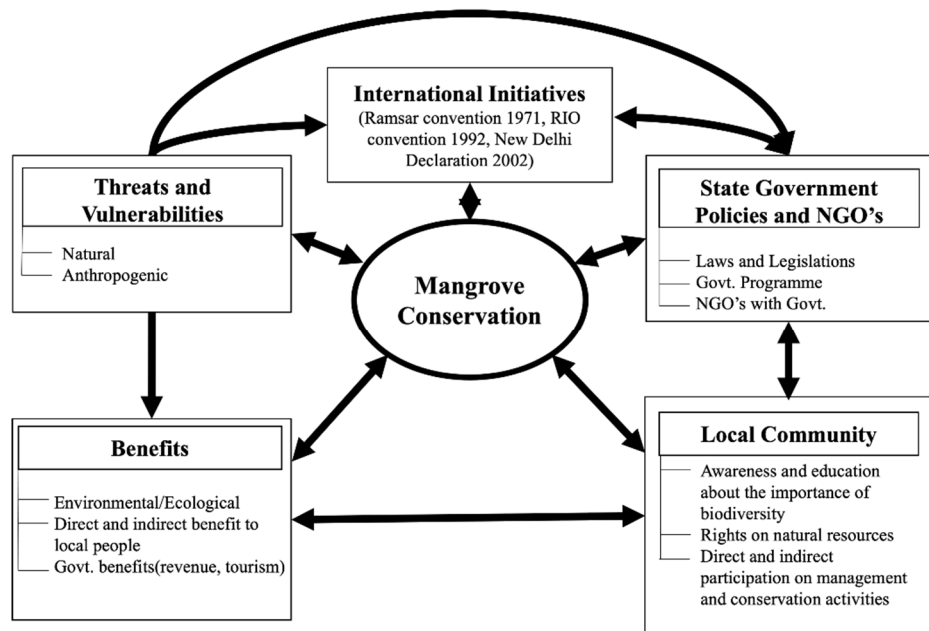 International Initiatives
(Ramsar convention 1971, RIO
convention 1992, New Delhi
Declaration 2002)
Threats and
Vulnerabilities
Natural
Anthropogenic
State Government
Policies and NGO's
Laws and Legislations
Govt. Programme
NGO's with Govt.
Mangrove
Conservation
Benefits
Environmental/Ecological
Direct and indirect benefit to
local people
Govt. benefits(revenue, tourism)
Local Community
Awareness and education
about the importance of
biodiversity
Rights on natural resources
Direct and indirect
participation on management
and conservation activities